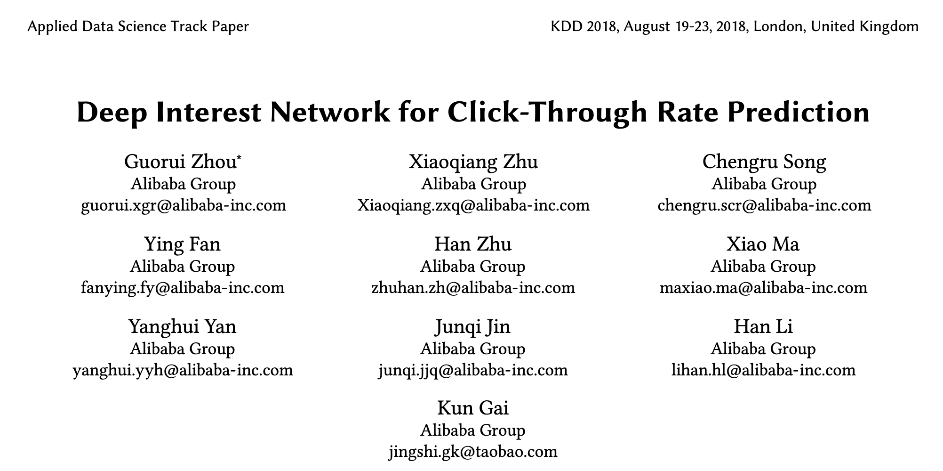 Applied Data Science Track Paper
KDD 2018, August 19-23, 2018, London, United Kingdom
Deep Interest Network for Click-Through Rate Prediction
Guorui Zhou*
Alibaba Group
guorui.xgr@alibaba-inc.com
Xiaoqiang Zhu
Alibaba Group
Xiaoqiang.zxq@alibaba-inc.com
Chengru Song
Alibaba Group
chengru.scr@alibaba-inc.com
Ying Fan
Alibaba Group
fanying.fy@alibaba-inc.com
Han Zhu
Alibaba Group
zhuhan.zh@alibaba-inc.com
Xiao Ma
Alibaba Group
maxiao.ma@alibaba-inc.com
Yanghui Yan
Alibaba Group
yanghui.yyh@alibaba-inc.com
Junqi Jin
Alibaba Group
junqi.jjq@alibaba-inc.com
Han Li
Alibaba Group
lihan.hl@alibaba-inc.com
Kun Gai
Alibaba Group
jingshi.gk@taobao.com